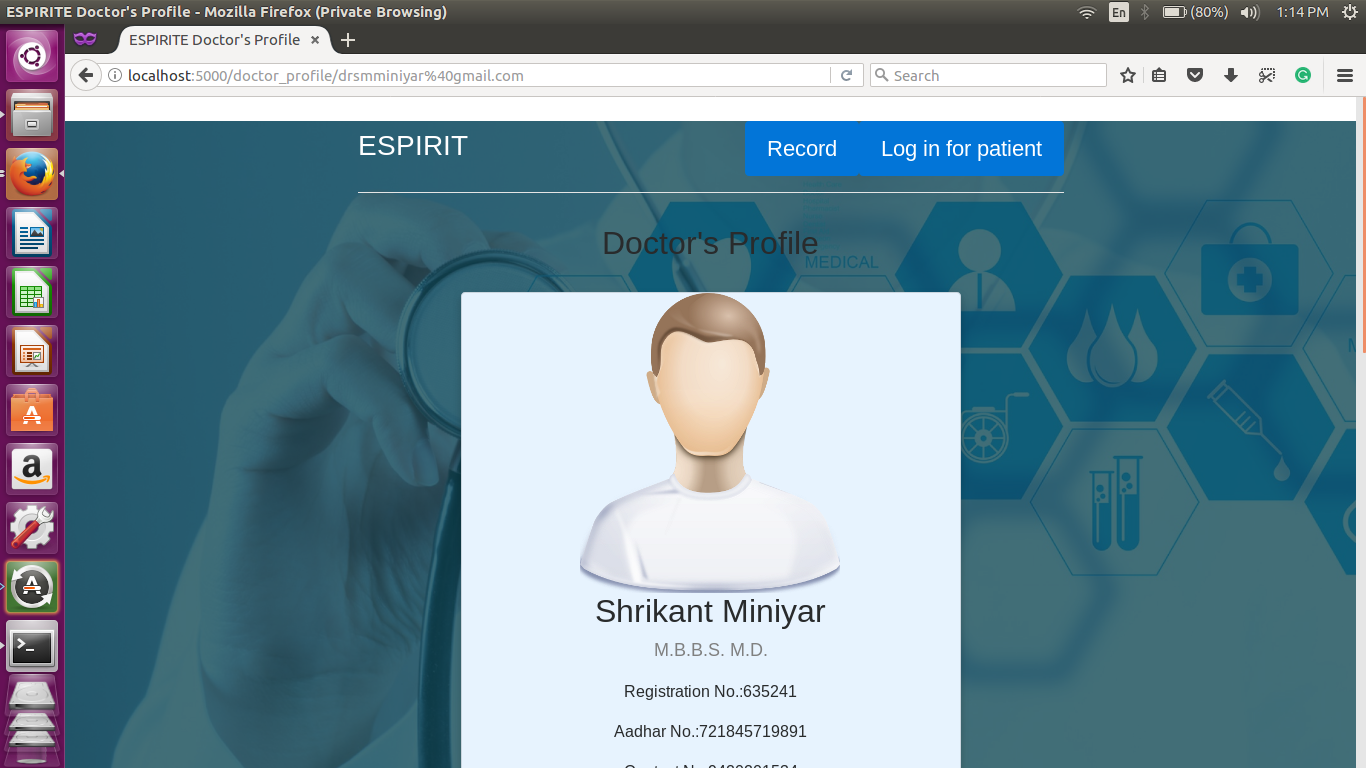 ESPIRITE Doctor's Profile - Mozilla Firefox (Private Browsing)
En
(80%)
1:14 PM
ESPIRITE Doctor's Profile
localhost:5000/doctor_profile/drsmminiyar%40gmail.com
Search
ESPIRIT
Record
Log in for patient
Doctor's Profile
MEDICAL
Shrikant Miniyar
M.B.B.S. M.D.
Registration No.:635241
Aadhar No.:721845719891